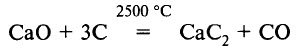 2500 °C
CaO + 3C = CaC₂ + CO